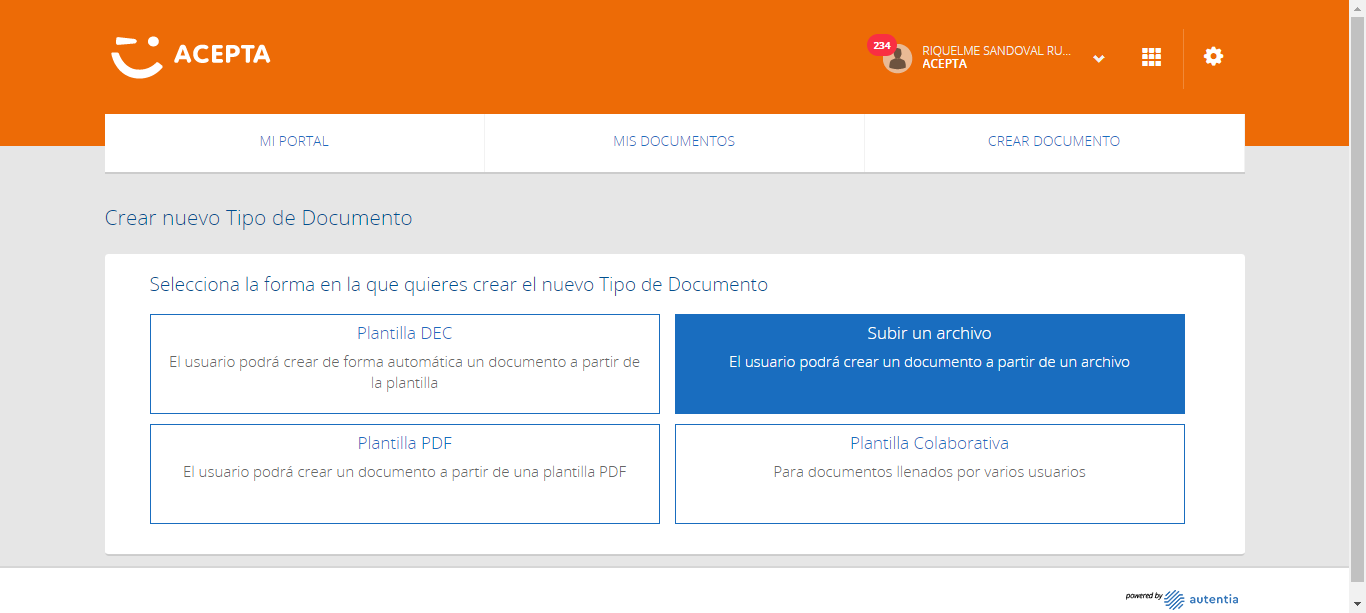 ACEPTA
234
RIQUELME SANDOVAL RU...
ACEPTA
MI PORTAL
MIS DOCUMENTOS
CREAR DOCUMENTO
Crear nuevo Tipo de Documento
Selecciona la forma en la que quieres crear el nuevo Tipo de Documento
Plantilla DEC
El usuario podrá crear de forma automática un documento a partir de
la plantilla
Subir un archivo
El usuario podrá crear un documento a partir de un archivo
Plantilla PDF
El usuario podrá crear un documento a partir de una plantilla PDF
Plantilla Colaborativa
Para documentos llenados por varios usuarios
powered by autentia